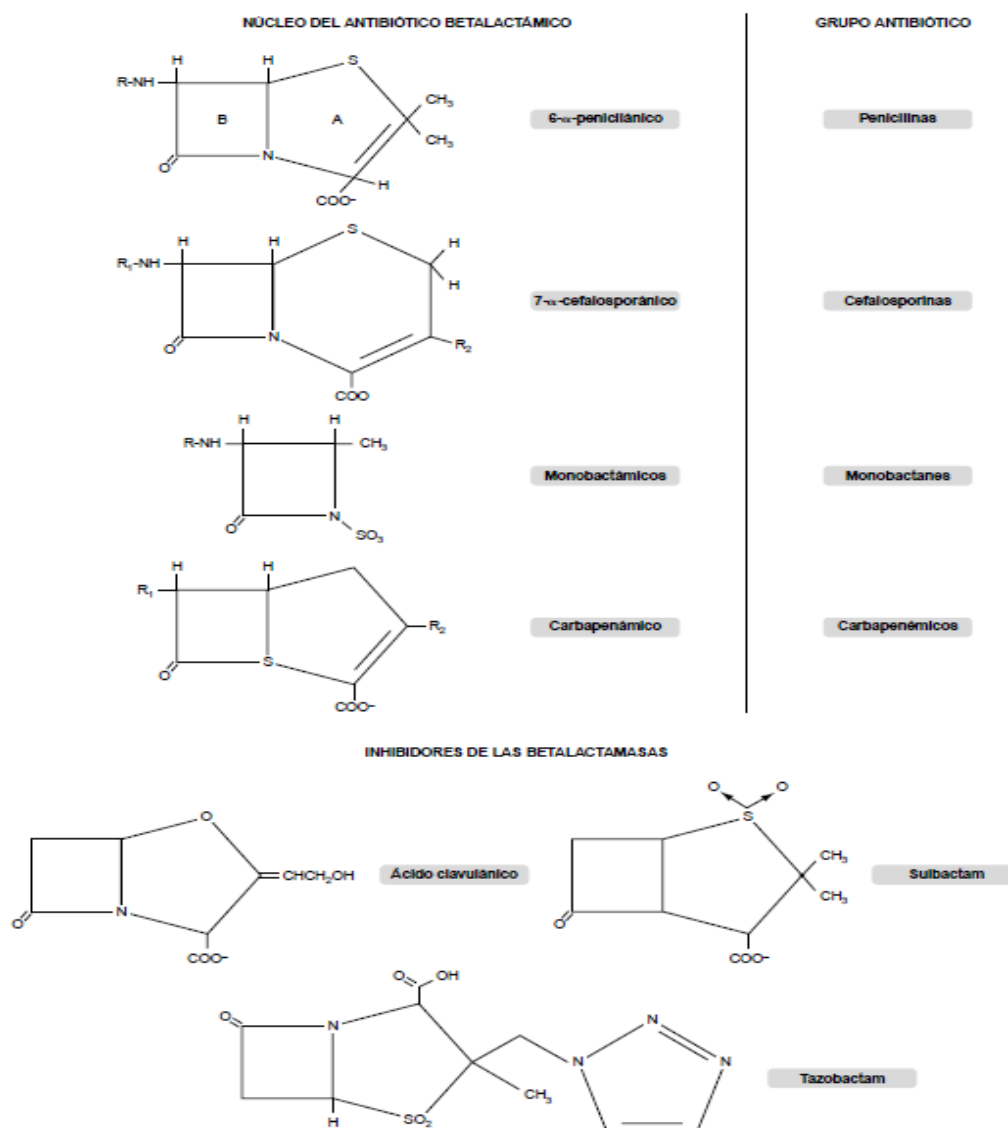 NÚCLEO DEL ANTIBIÓTICO BETALACTÁMICO
GRUPO ANTIBIÓTICO
H
H
S
R-NH
CH₃
B
A
CH₃
6-α-penicilánico
Penicilinas
O
N
H
COO⁻
S
H
H
H
R₁-NH
H
7-α-cefalosporánico
Cefalosporinas
O
N
R₂
COO
H
H
R-NH
CH₃
Monobactámicos
Monobactanes
O
N
SO₃
H
H
R₁
R₂
Carbapenámico
Carbapenémicos
O
S
COO⁻
INHIBIDORES DE LAS BETALACTAMASAS
O
CHCH₂OH
Ácido clavulánico
O
N
COO⁻
O
O
S
CH₃
CH₃
Sulbactam
O
COO⁻
O
OH
O
N
N
N
N
CH₃
Tazobactam
H
SO₂